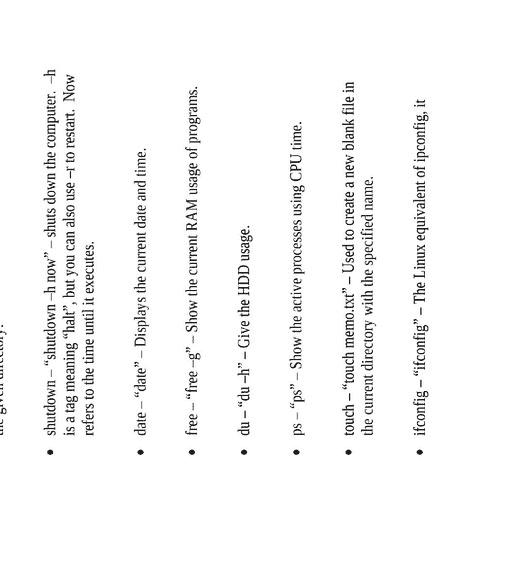 the given directory.
• shutdown – “shutdown –h now” – shuts down the computer.  –h
is a tag meaning “halt”, but you can also use –r to restart.  Now
refers to the time until it executes.
• date – “date” – Displays the current date and time.
• free – “free –g” – Show the current RAM usage of programs.
• du – “du –h” – Give the HDD usage.
• ps – “ps” – Show the active processes using CPU time.
• touch – “touch memo.txt” – Used to create a new blank file in
the current directory with the specified name.
• ifconfig – “ifconfig” – The Linux equivalent of ipconfig, it